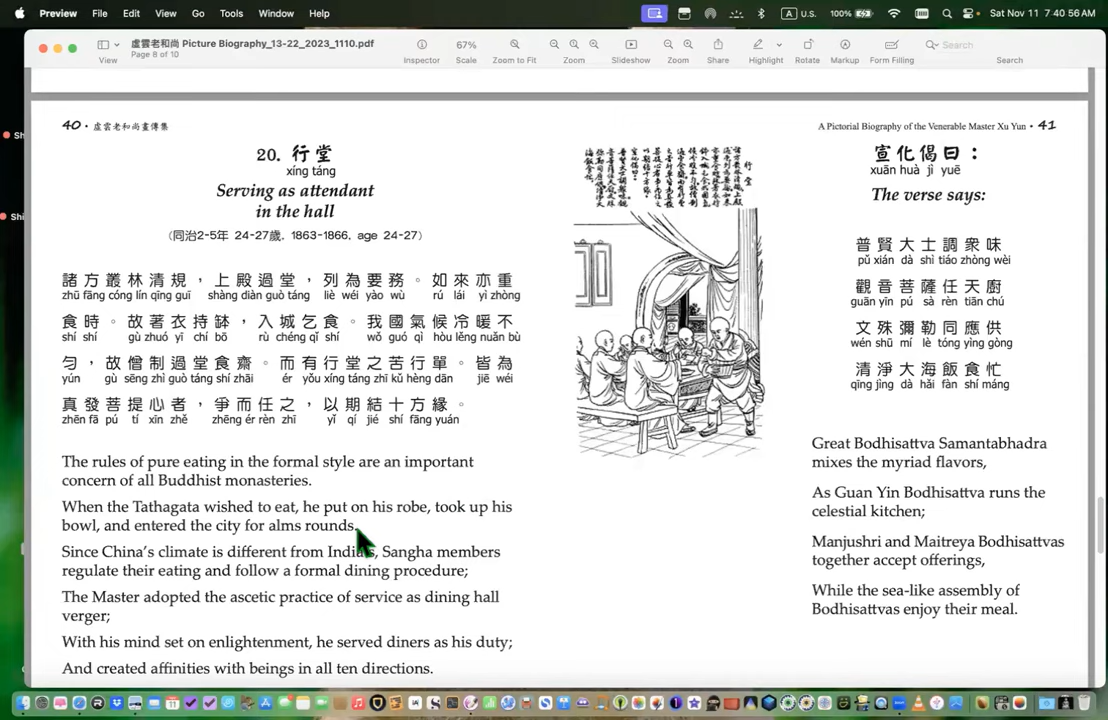 Preview File Edit View Go Tools Window Help A U.S. 100% Sat Nov 11 7 40 56 AM
虛雲老和尚 Picture Biography_13-22_2023_1110.pdf
Page 8 of 10
67%
Search
View Inspector Scale Zoom to Fit Zoom Slideshow Zoom Share Highlight Rotate Markup Form Filling Search
40 • 虛雲老和尚畫傳集
20. 行堂
xíng táng
Serving as attendant
in the hall
(同治2-5年 24-27歲. 1863-1866. age 24-27)
諸方叢林清規，上殿過堂，列為要務。如來亦重
zhū fāng cóng lín qīng guī shàng diàn guò táng liè wéi yào wù rú lái yì zhòng
食時。故著衣持缽，入城乞食。我國氣候冷暖不
shí shí gù zhuó yī chí bō rù chéng qǐ shí wǒ guó qì hòu lěng nuǎn bù
匀，故僧制過堂食齋。而有行堂之苦行單。皆為
yún gù sēng zhì guò táng shí zhāi ér yǒu xíng táng zhī kǔ hèng dān jiē wéi
真發菩提心者，爭而任之，以期結十方緣。
zhēn fā pú tí xīn zhě zhēng ér rèn zhī yǐ qí jié shí fāng yuán
The rules of pure eating in the formal style are an important
concern of all Buddhist monasteries.
When the Tathagata wished to eat, he put on his robe, took up his
bowl, and entered the city for alms rounds.
Since China's climate is different from India's, Sangha members
regulate their eating and follow a formal dining procedure;
The Master adopted the ascetic practice of service as dining hall
verger;
With his mind set on enlightenment, he served diners as his duty;
And created affinities with beings in all ten directions.
行堂
A Pictorial Biography of the Venerable Master Xu Yun • 41
宣化偈曰：
xuān huà jì yuē
The verse says:
普賢大士調衆味
pǔ xián dà shì tiáo zhòng wèi
觀音菩薩任天廚
guān yīn pú sà rèn tiān chú
文殊彌勒同應供
wén shū mí lè tóng yìng gòng
清淨大海飯食忙
qīng jìng dà hǎi fàn shí máng
Great Bodhisattva Samantabhadra
mixes the myriad flavors,
As Guan Yin Bodhisattva runs the
celestial kitchen;
Manjushri and Maitreya Bodhisattvas
together accept offerings,
While the sea-like assembly of
Bodhisattvas enjoy their meal.